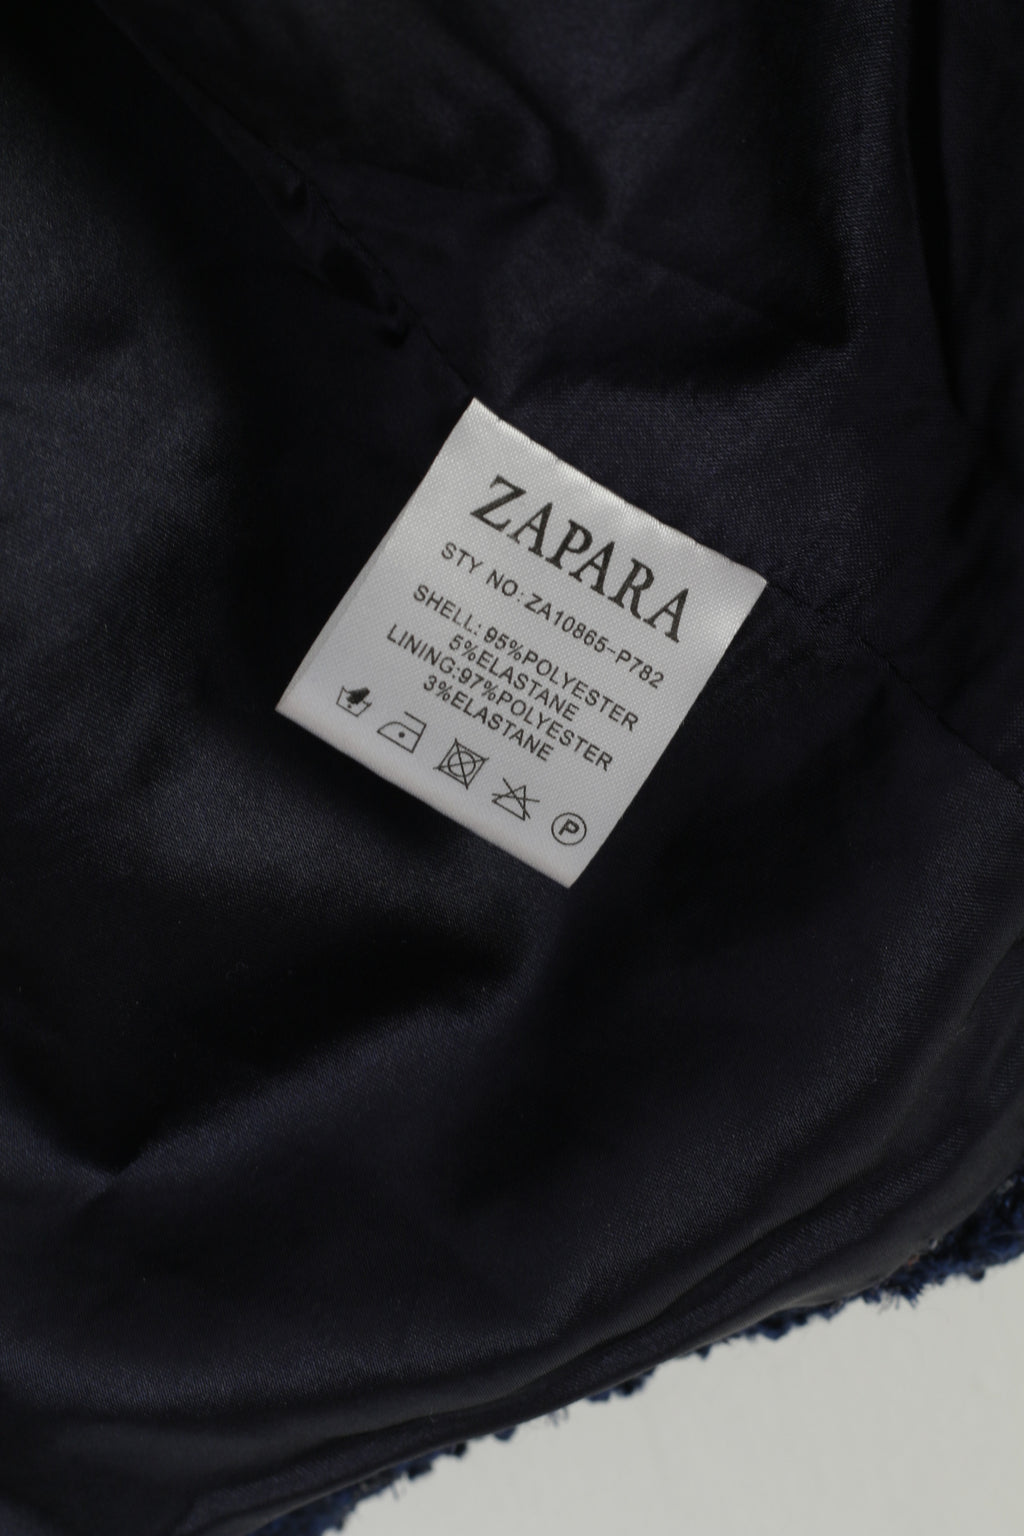 ZAPARA
STY NO:ZA10865-P782
SHELL: 95%POLYESTER
5%ELASTANE
LINING:97%POLYESTER
3%ELASTANE
P